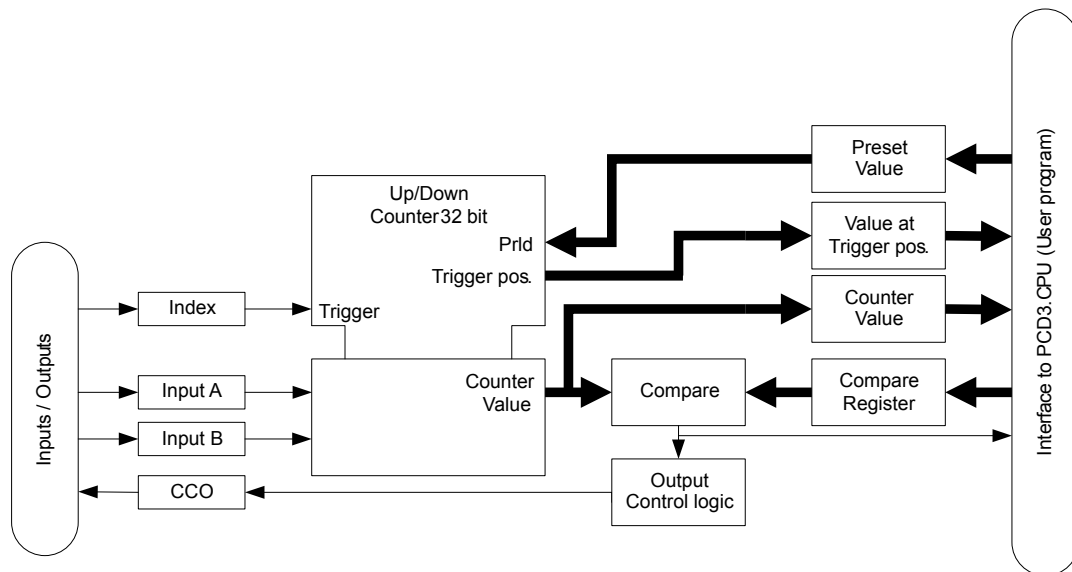 Preset
Value
Up/Down
Counter32 bit
Prld
Value at
Trigger pos.
Trigger pos.
Index
Trigger
Counter
Value
Input A
Counter
Value
Compare
Compare
Register
Input B
CCO
Output
Control logic
Inputs / Outputs
Interface to PCD3.CPU (User program)